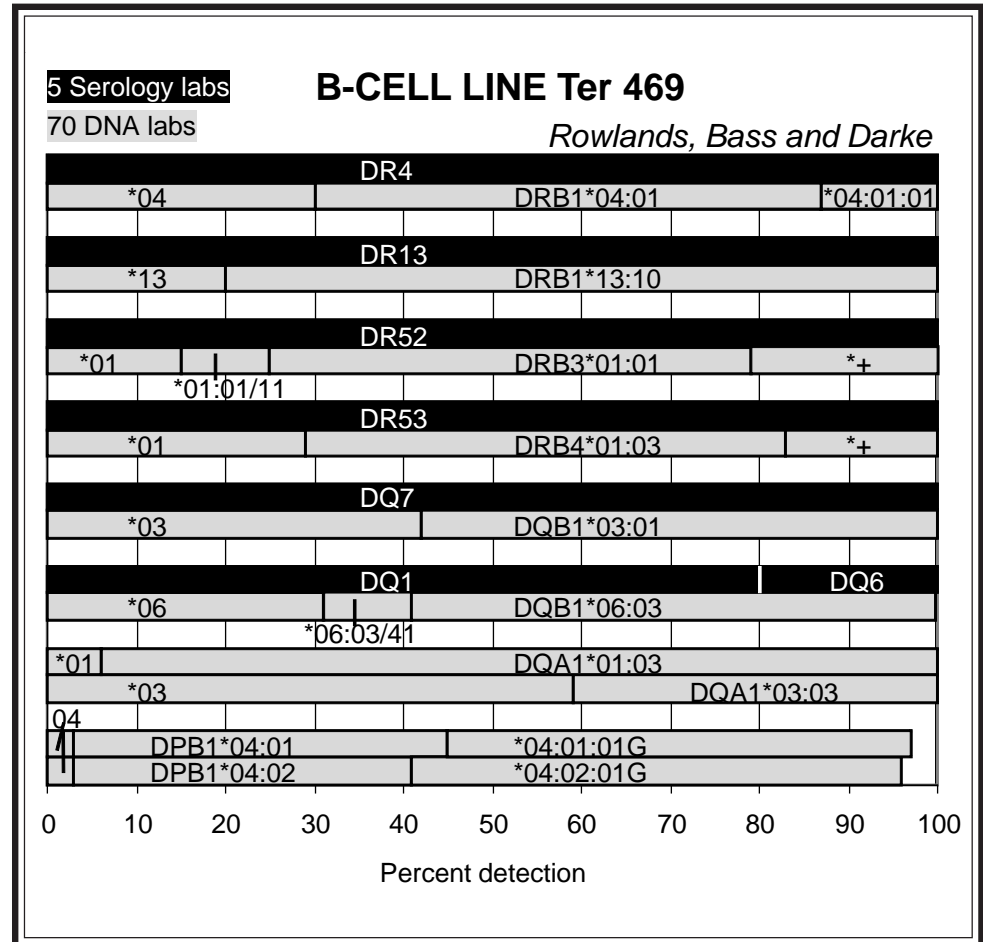 5 Serology labs
B-CELL LINE Ter 469
70 DNA labs
Rowlands, Bass and Darke
DR4
*04 DRB1*04:01 *04:01:01
DR13
*13 DRB1*13:10
DR52
*01 DRB3*01:01 *+
*01:01/11
DR53
*01 DRB4*01:03 *+
DQ7
*03 DQB1*03:01
DQ1 DQ6
*06 DQB1*06:03
*06:03/41
*01 DQA1*01:03
*03 DQA1*03:03
04
DPB1*04:01 *04:01:01G
DPB1*04:02 *04:02:01G
0 10 20 30 40 50 60 70 80 90 100
Percent detection